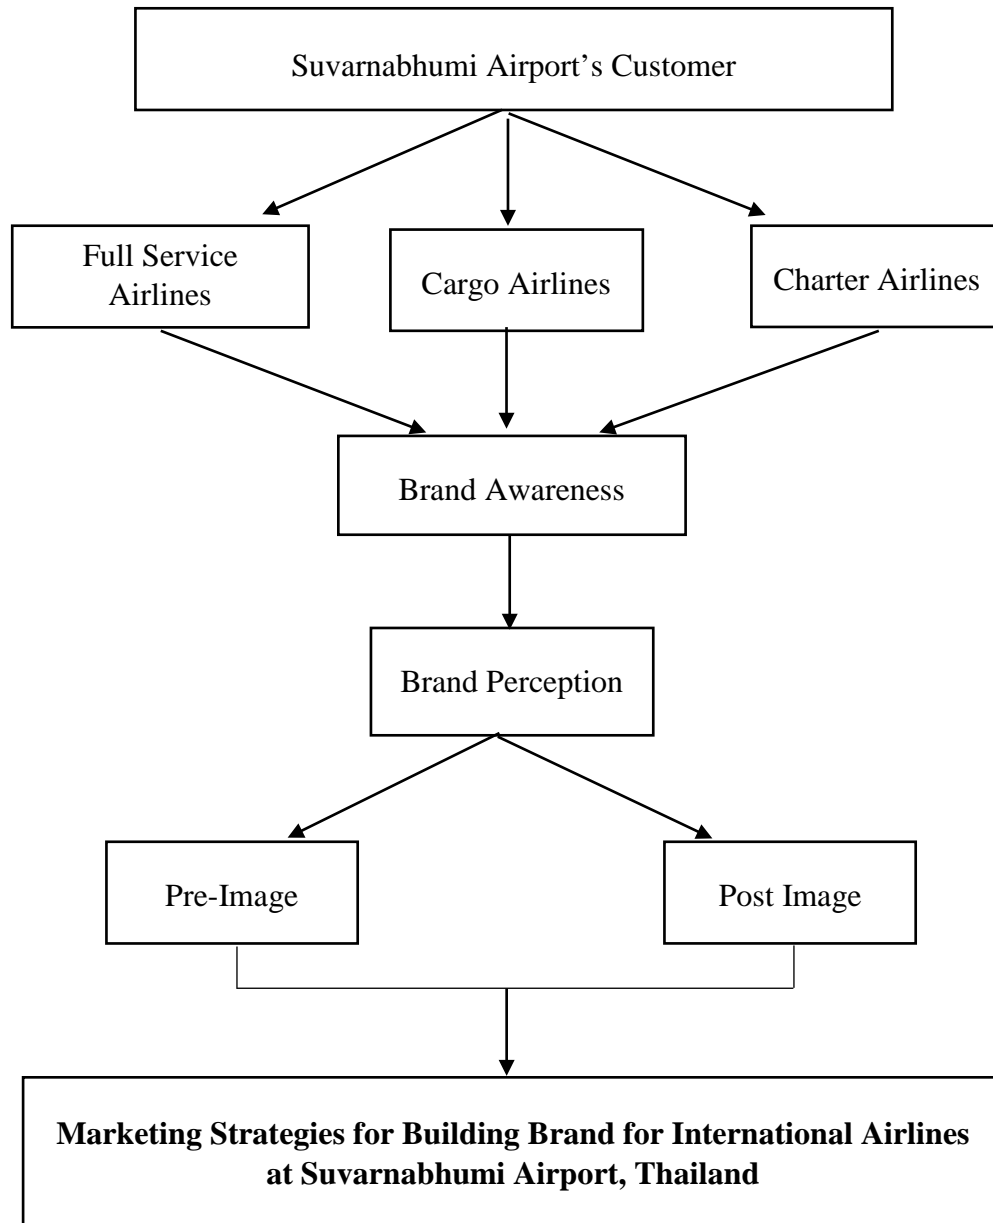 Suvarnabhumi Airport’s Customer
Full Service
Airlines
Cargo Airlines
Charter Airlines
Brand Awareness
Brand Perception
Pre-Image
Post Image
Marketing Strategies for Building Brand for International Airlines
at Suvarnabhumi Airport, Thailand